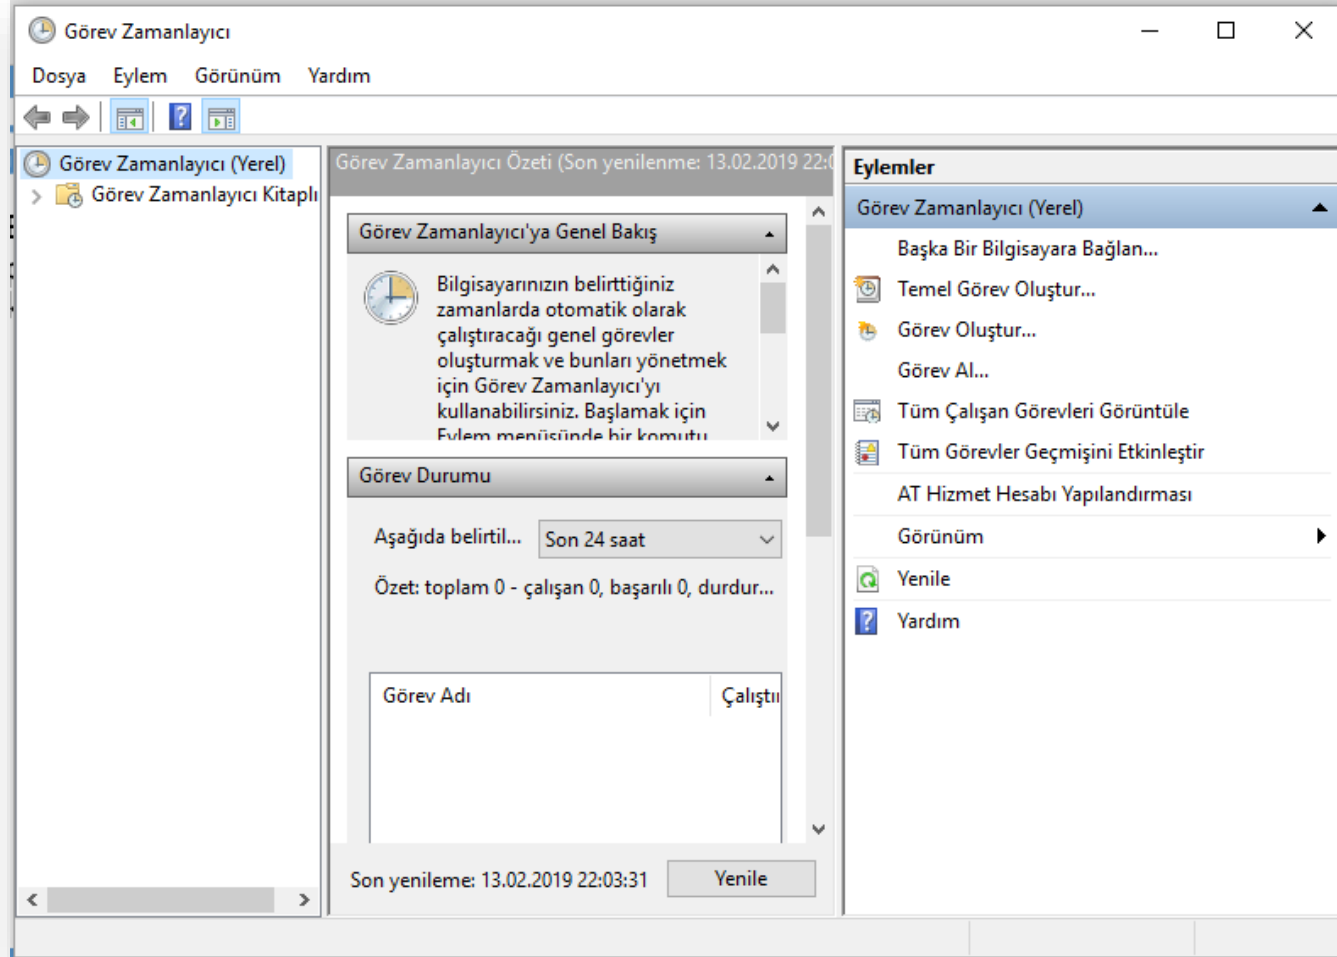 Görev Zamanlayıcı
Dosya Eylem Görünüm Yardım
Görev Zamanlayıcı (Yerel)
Görev Zamanlayıcı Kitaplı
Görev Zamanlayıcı Özeti (Son yenilenme: 13.02.2019 22:0
Görev Zamanlayıcı'ya Genel Bakış
Bilgisayarınızın belirttiğiniz
zamanlarda otomatik olarak
çalıştıracağı genel görevler
oluşturmak ve bunları yönetmek
için Görev Zamanlayıcı'yı
kullanabilirsiniz. Başlamak için
Eylem menüsünde bir komutu
Görev Durumu
Aşağıda belirtil... Son 24 saat
Özet: toplam 0 - çalışan 0, başarılı 0, durdur...
Görev Adı Çalıştı
Son yenileme: 13.02.2019 22:03:31 Yenile
Eylemler
Görev Zamanlayıcı (Yerel)
Başka Bir Bilgisayara Bağlan...
Temel Görev Oluştur...
Görev Oluştur...
Görev Al...
Tüm Çalışan Görevleri Görüntüle
Tüm Görevler Geçmişini Etkinleştir
AT Hizmet Hesabı Yapılandırması
Görünüm
Yenile
Yardım